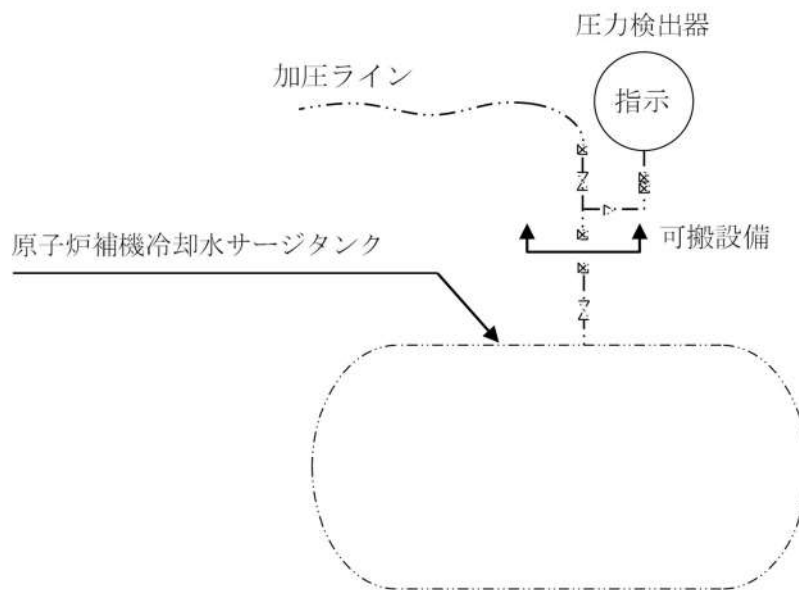 圧力検出器
加圧ライン
指示
原子炉補機冷却水サージタンク
可搬設備